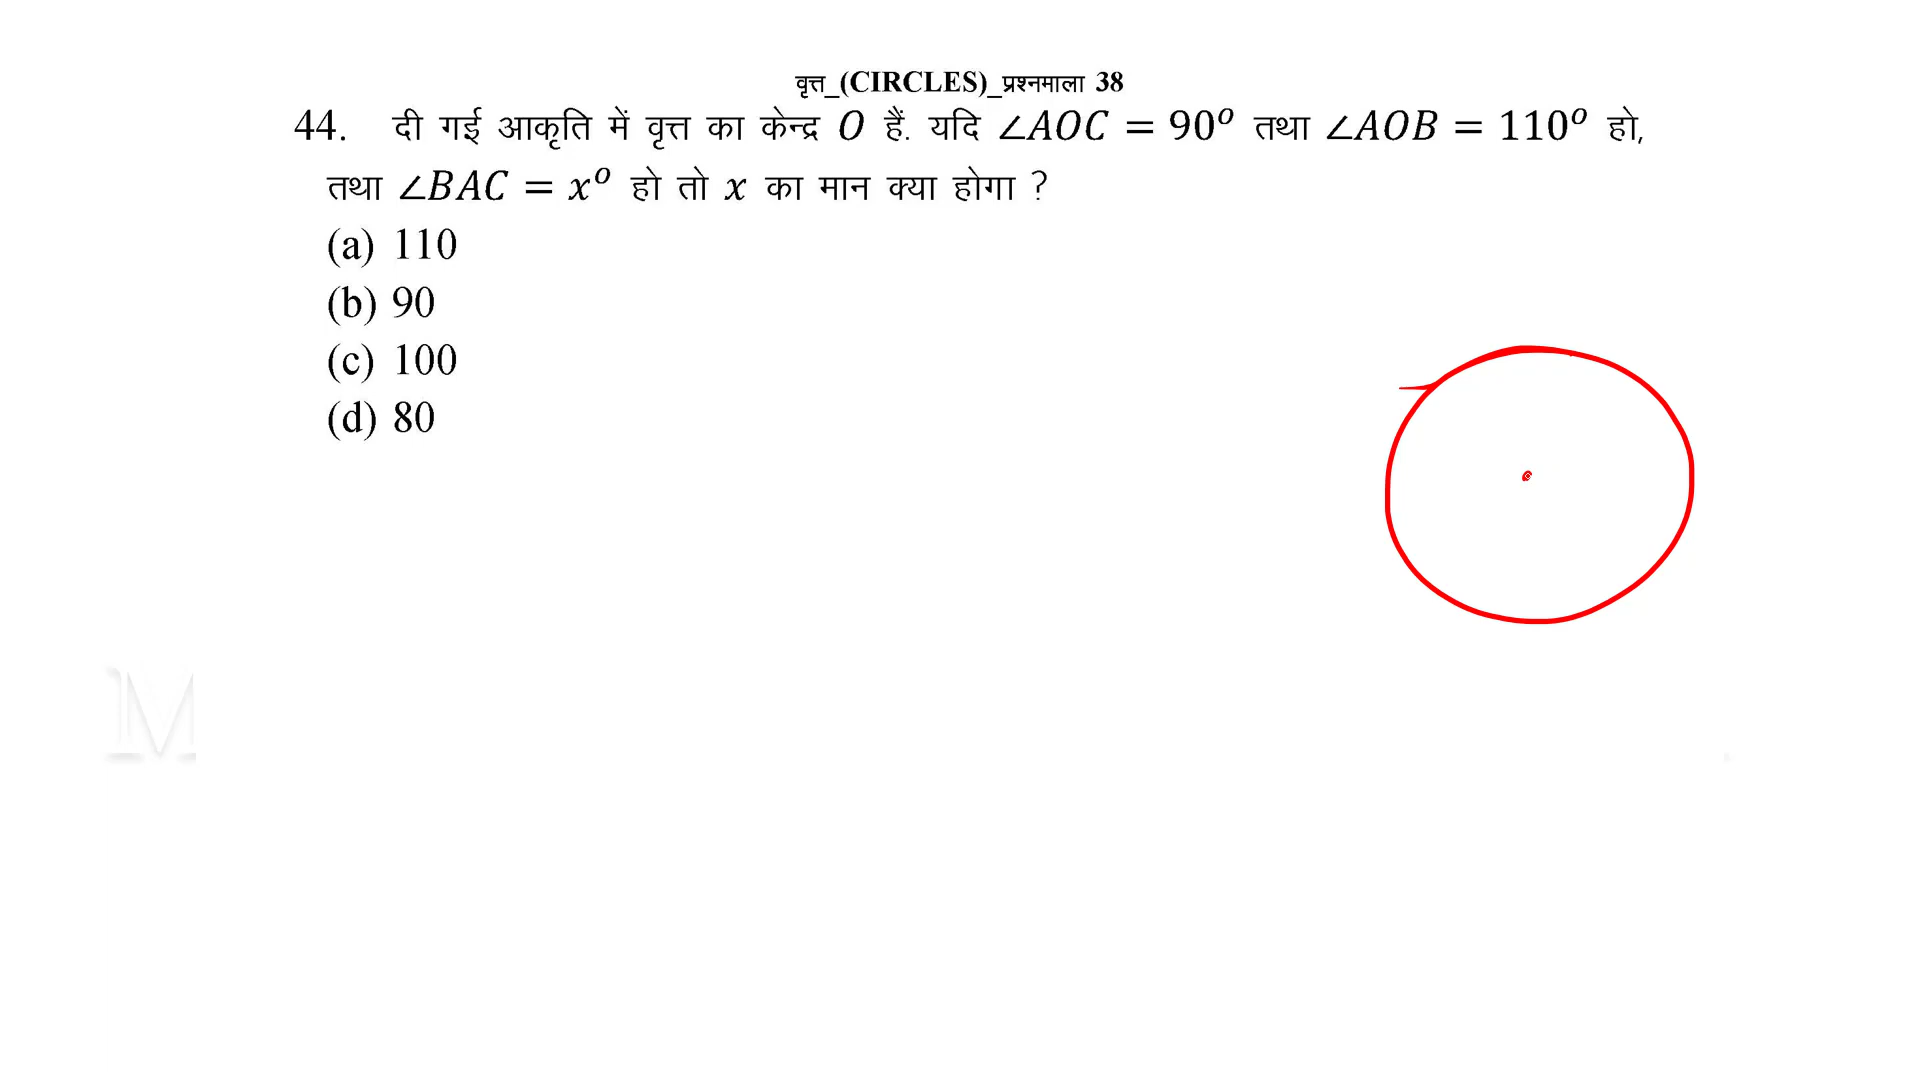 वृत्त_(CIRCLES)_प्रश्नमाला 38
44. दी गई आकृति में वृत्त का केन्द्र O हैं. यदि ∠AOC = 90° तथा ∠AOB = 110° हो,
तथा ∠BAC = x° हो तो x का मान क्या होगा ?
(a) 110
(b) 90
(c) 100
(d) 80
M